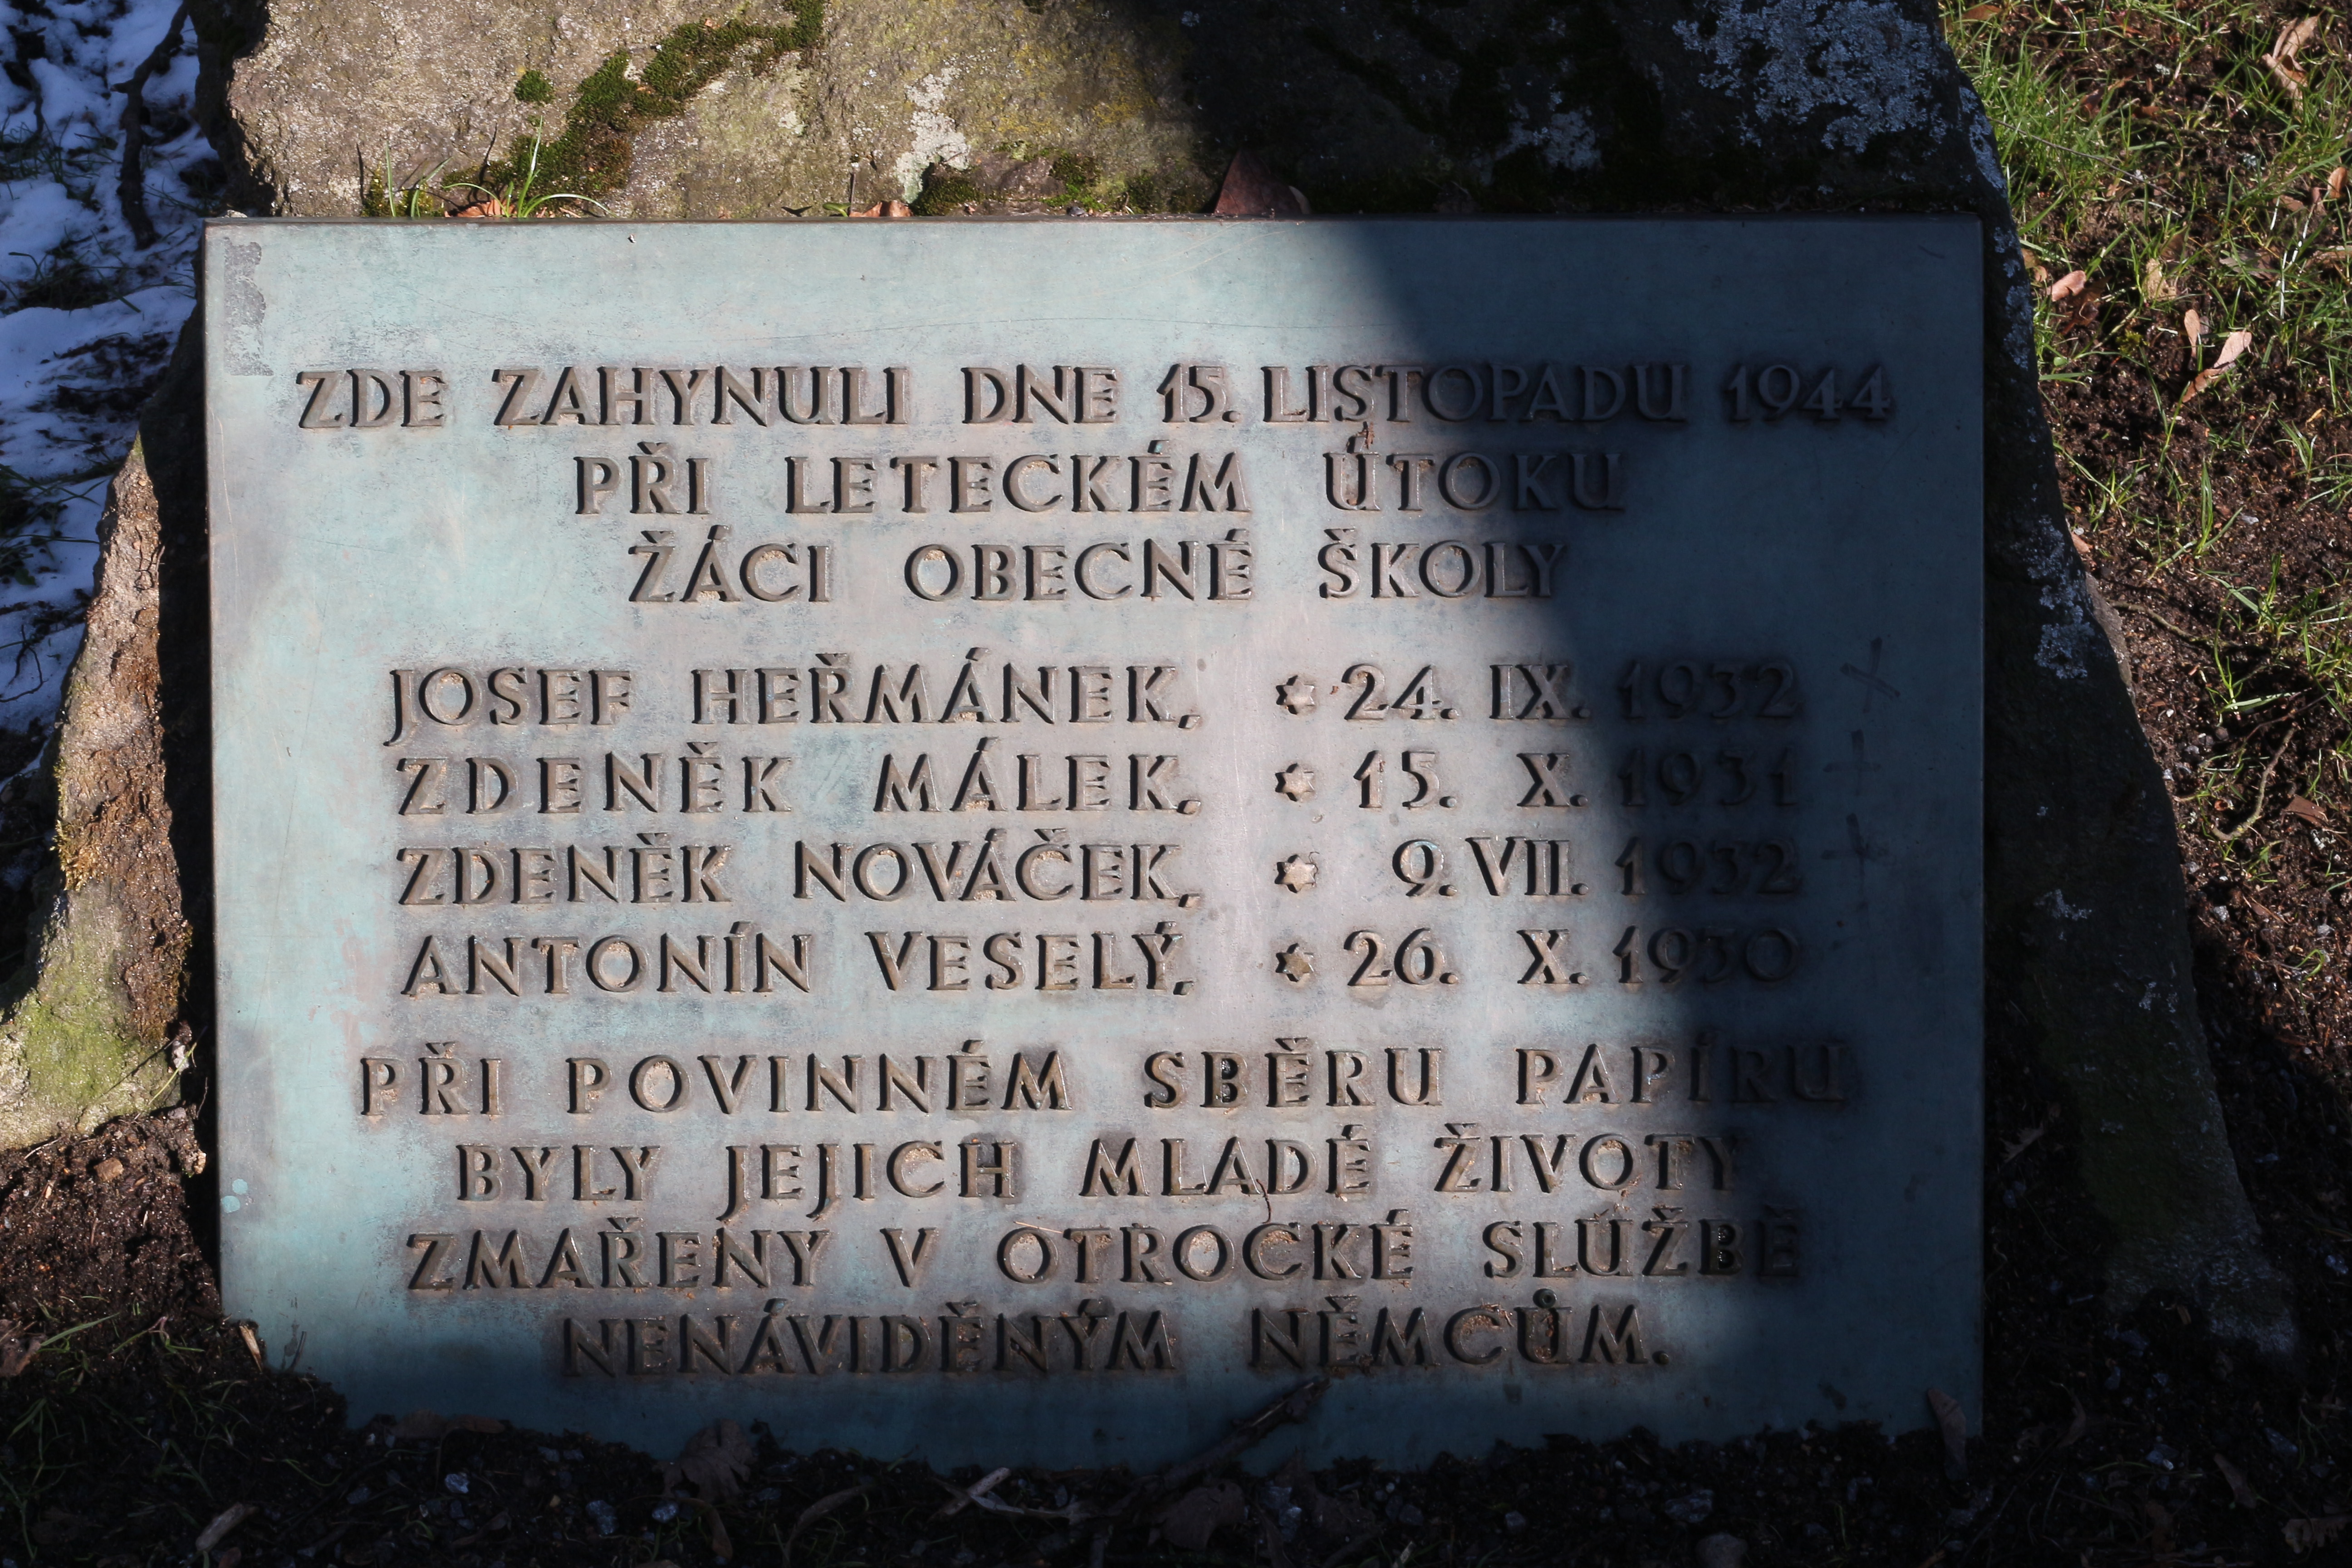 ZDE ZAHYNULI DNE 15. LISTOPADU 1944
PŘI LETECKÉM ÚTOKU
ŽÁCI OBECNÉ ŠKOLY
JOSEF HEŘMÁNEK, * 24. IX. 1932 +
ZDENĚK MÁLEK, * 15. X. 1931 +
ZDENĚK NOVÁČEK, * 9. VII. 1932 +
ANTONÍN VESELÝ, * 26. X. 1930
PŘI POVINNÉM SBĚRU PAPÍRU
BYLY JEJICH MLADÉ ŽIVOTY
ZMAŘENY V OTROCKÉ SLUŽBĚ
NENÁVIDĚNÝM NĚMCŮM.